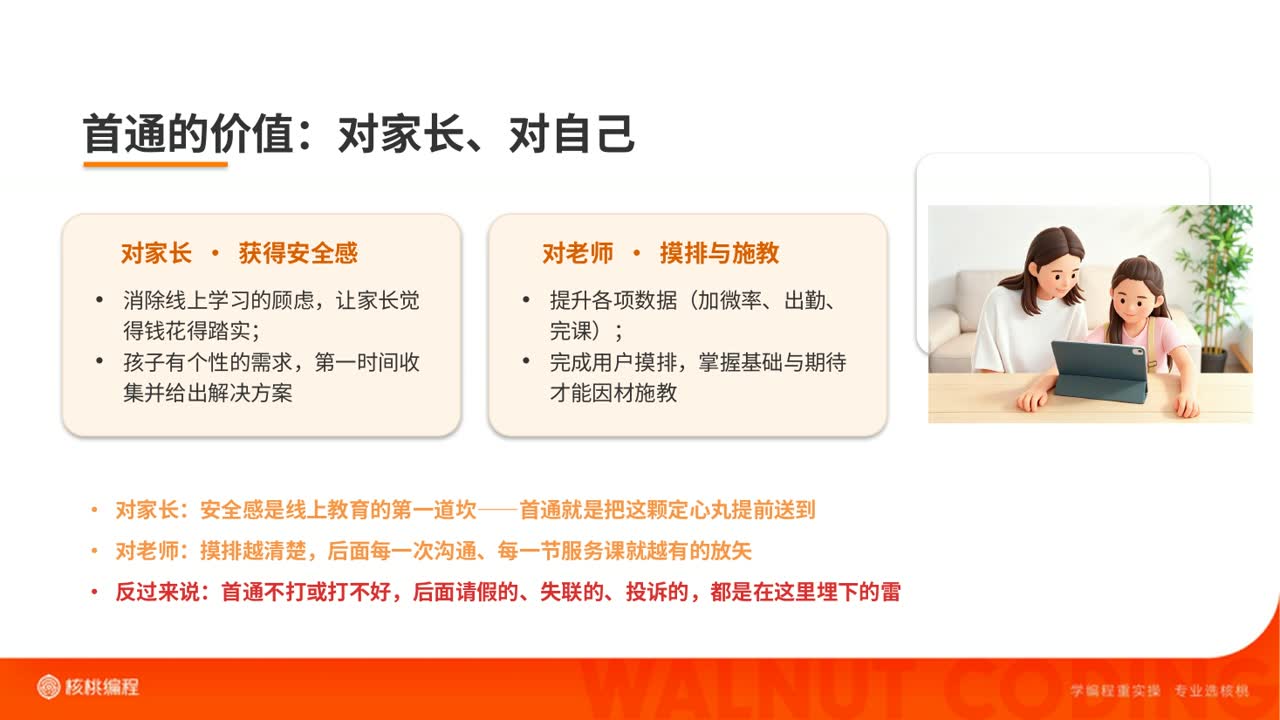 首通的价值：对家长、对自己
对家长 · 获得安全感
• 消除线上学习的顾虑，让家长觉
得钱花得踏实；
• 孩子有个性的需求，第一时间收
集并给出解决方案
对老师 · 摸排与施教
• 提升各项数据（加微率、出勤、
完课）；
• 完成用户摸排，掌握基础与期待
才能因材施教
• 对家长：安全感是线上教育的第一道坎——首通就是把这颗定心丸提前送到
• 对老师：摸排越清楚，后面每一次沟通、每一节服务课就越有的放矢
• 反过来说：首通不打或打不好，后面请假的、失联的、投诉的，都是在这里埋下的雷
核桃编程
WALNUT CODING
学编程重实操 专业选核桃